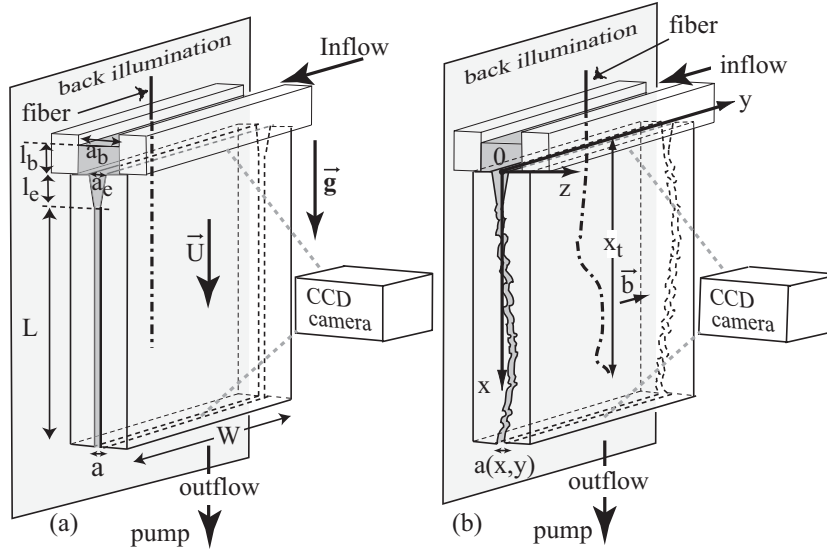 back illumination
Inflow
fiber
l_b
a_b
l_e
a_e
g
U
L
CCD
camera
W
a
outflow
(a)
pump
fiber
back illumination
inflow
y
0
z
x_t
b
CCD
camera
x
a(x,y)
outflow
(b)
pump